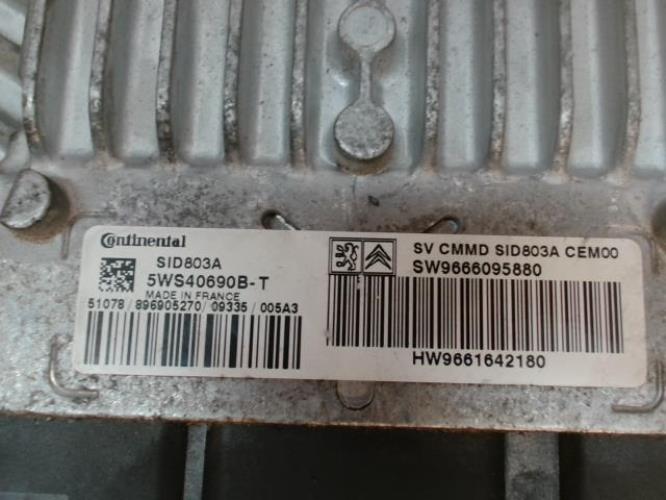 Continental
SID803A
5WS40690B-T
MADE IN FRANCE
51078 / 896905270 / 09335 / 005A3
SV CMMD SID803A CEM00
SW9666095880
HW9661642180